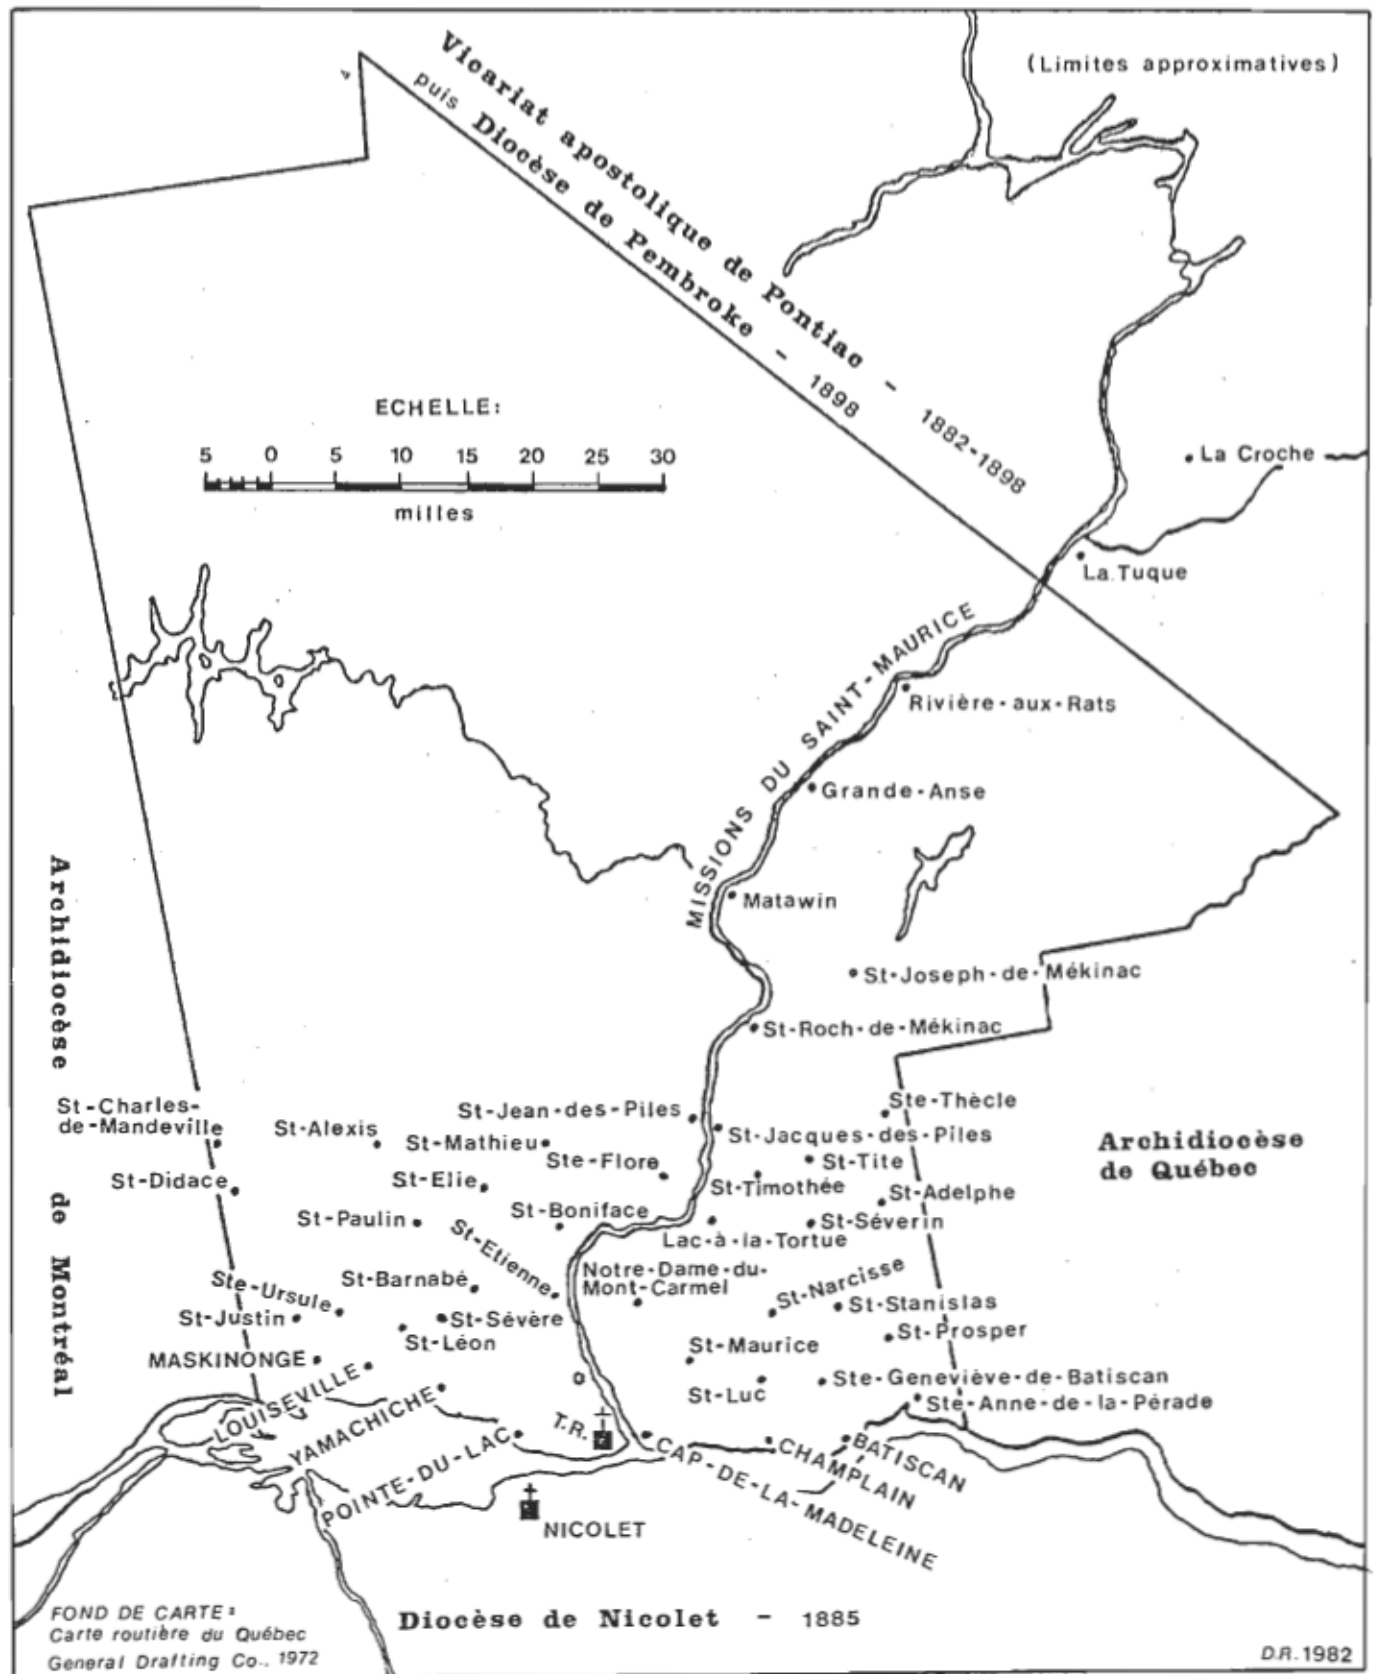 (Limites approximatives)
Vicariat apostolique de Pontiac - 1882-1898
puis Diocèse de Pembroke - 1898
ECHELLE:
5 0 5 10 15 20 25 30
milles
La Croche
La Tuque
MISSIONS DU SAINT-MAURICE
Rivière-aux-Rats
Grande-Anse
Matawin
St-Joseph-de-Mékinac
St-Roch-de-Mékinac
Archidiocèse de Montréal
St-Charles-
de-Mandeville
St-Alexis
St-Jean-des-Piles
St-Mathieu
Ste-Thècle
St-Jacques-des-Piles
Archidiocèse
de Québec
Ste-Flore
St-Tite
St-Didace
St-Elie
St-Timothée
St-Adelphe
St-Paulin
St-Boniface
St-Séverin
Lac-à-la-Tortue
St-Etienne
Notre-Dame-du-
Mont-Carmel
Ste-Ursule
St-Barnabé
St-Narcisse
St-Stanislas
St-Justin
St-Sévère
St-Léon
St-Prosper
St-Maurice
MASKINONGE
Ste-Geneviève-de-Batiscan
St-Luc
Ste-Anne-de-la-Pérade
LOUISEVILLE
YAMACHICHE
POINTE-DU-LAC
T.R.
CAP-DE-LA-MADELEINE
CHAMPLAIN
BATISCAN
NICOLET
Diocèse de Nicolet - 1885
FOND DE CARTE:
Carte routière du Québec
General Drafting Co., 1972
D.R. 1982